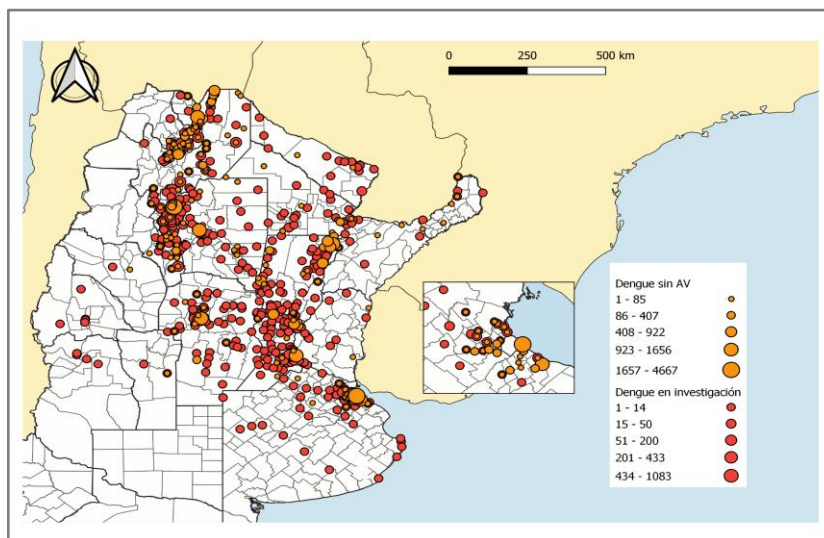 0 250 500 km
Dengue sin AV
1 - 85
86 - 407
408 - 922
923 - 1656
1657 - 4667
Dengue en investigación
1 - 14
15 - 50
51 - 200
201 - 433
434 - 1083